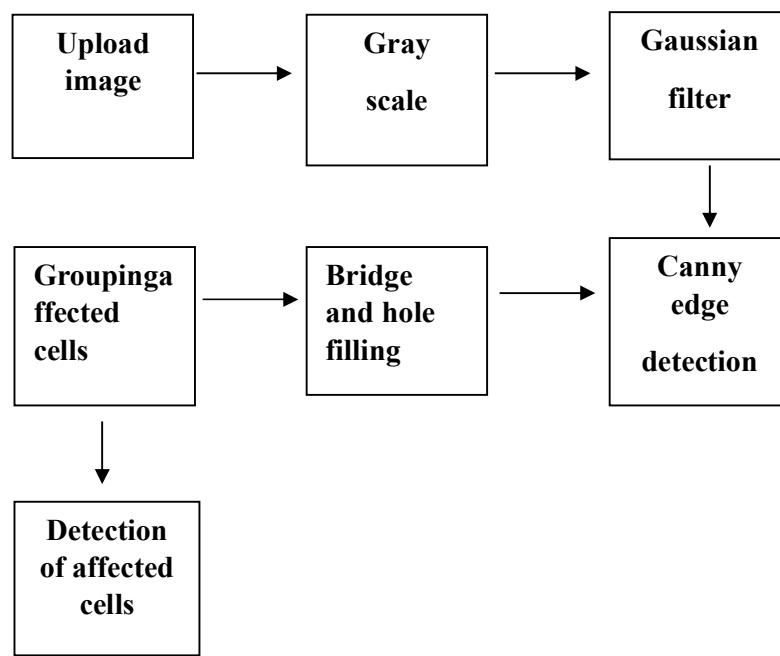 Upload
image
Gray
scale
Gaussian
filter
Groupinga
ffected
cells
Bridge
and hole
filling
Canny
edge
detection
Detection
of affected
cells